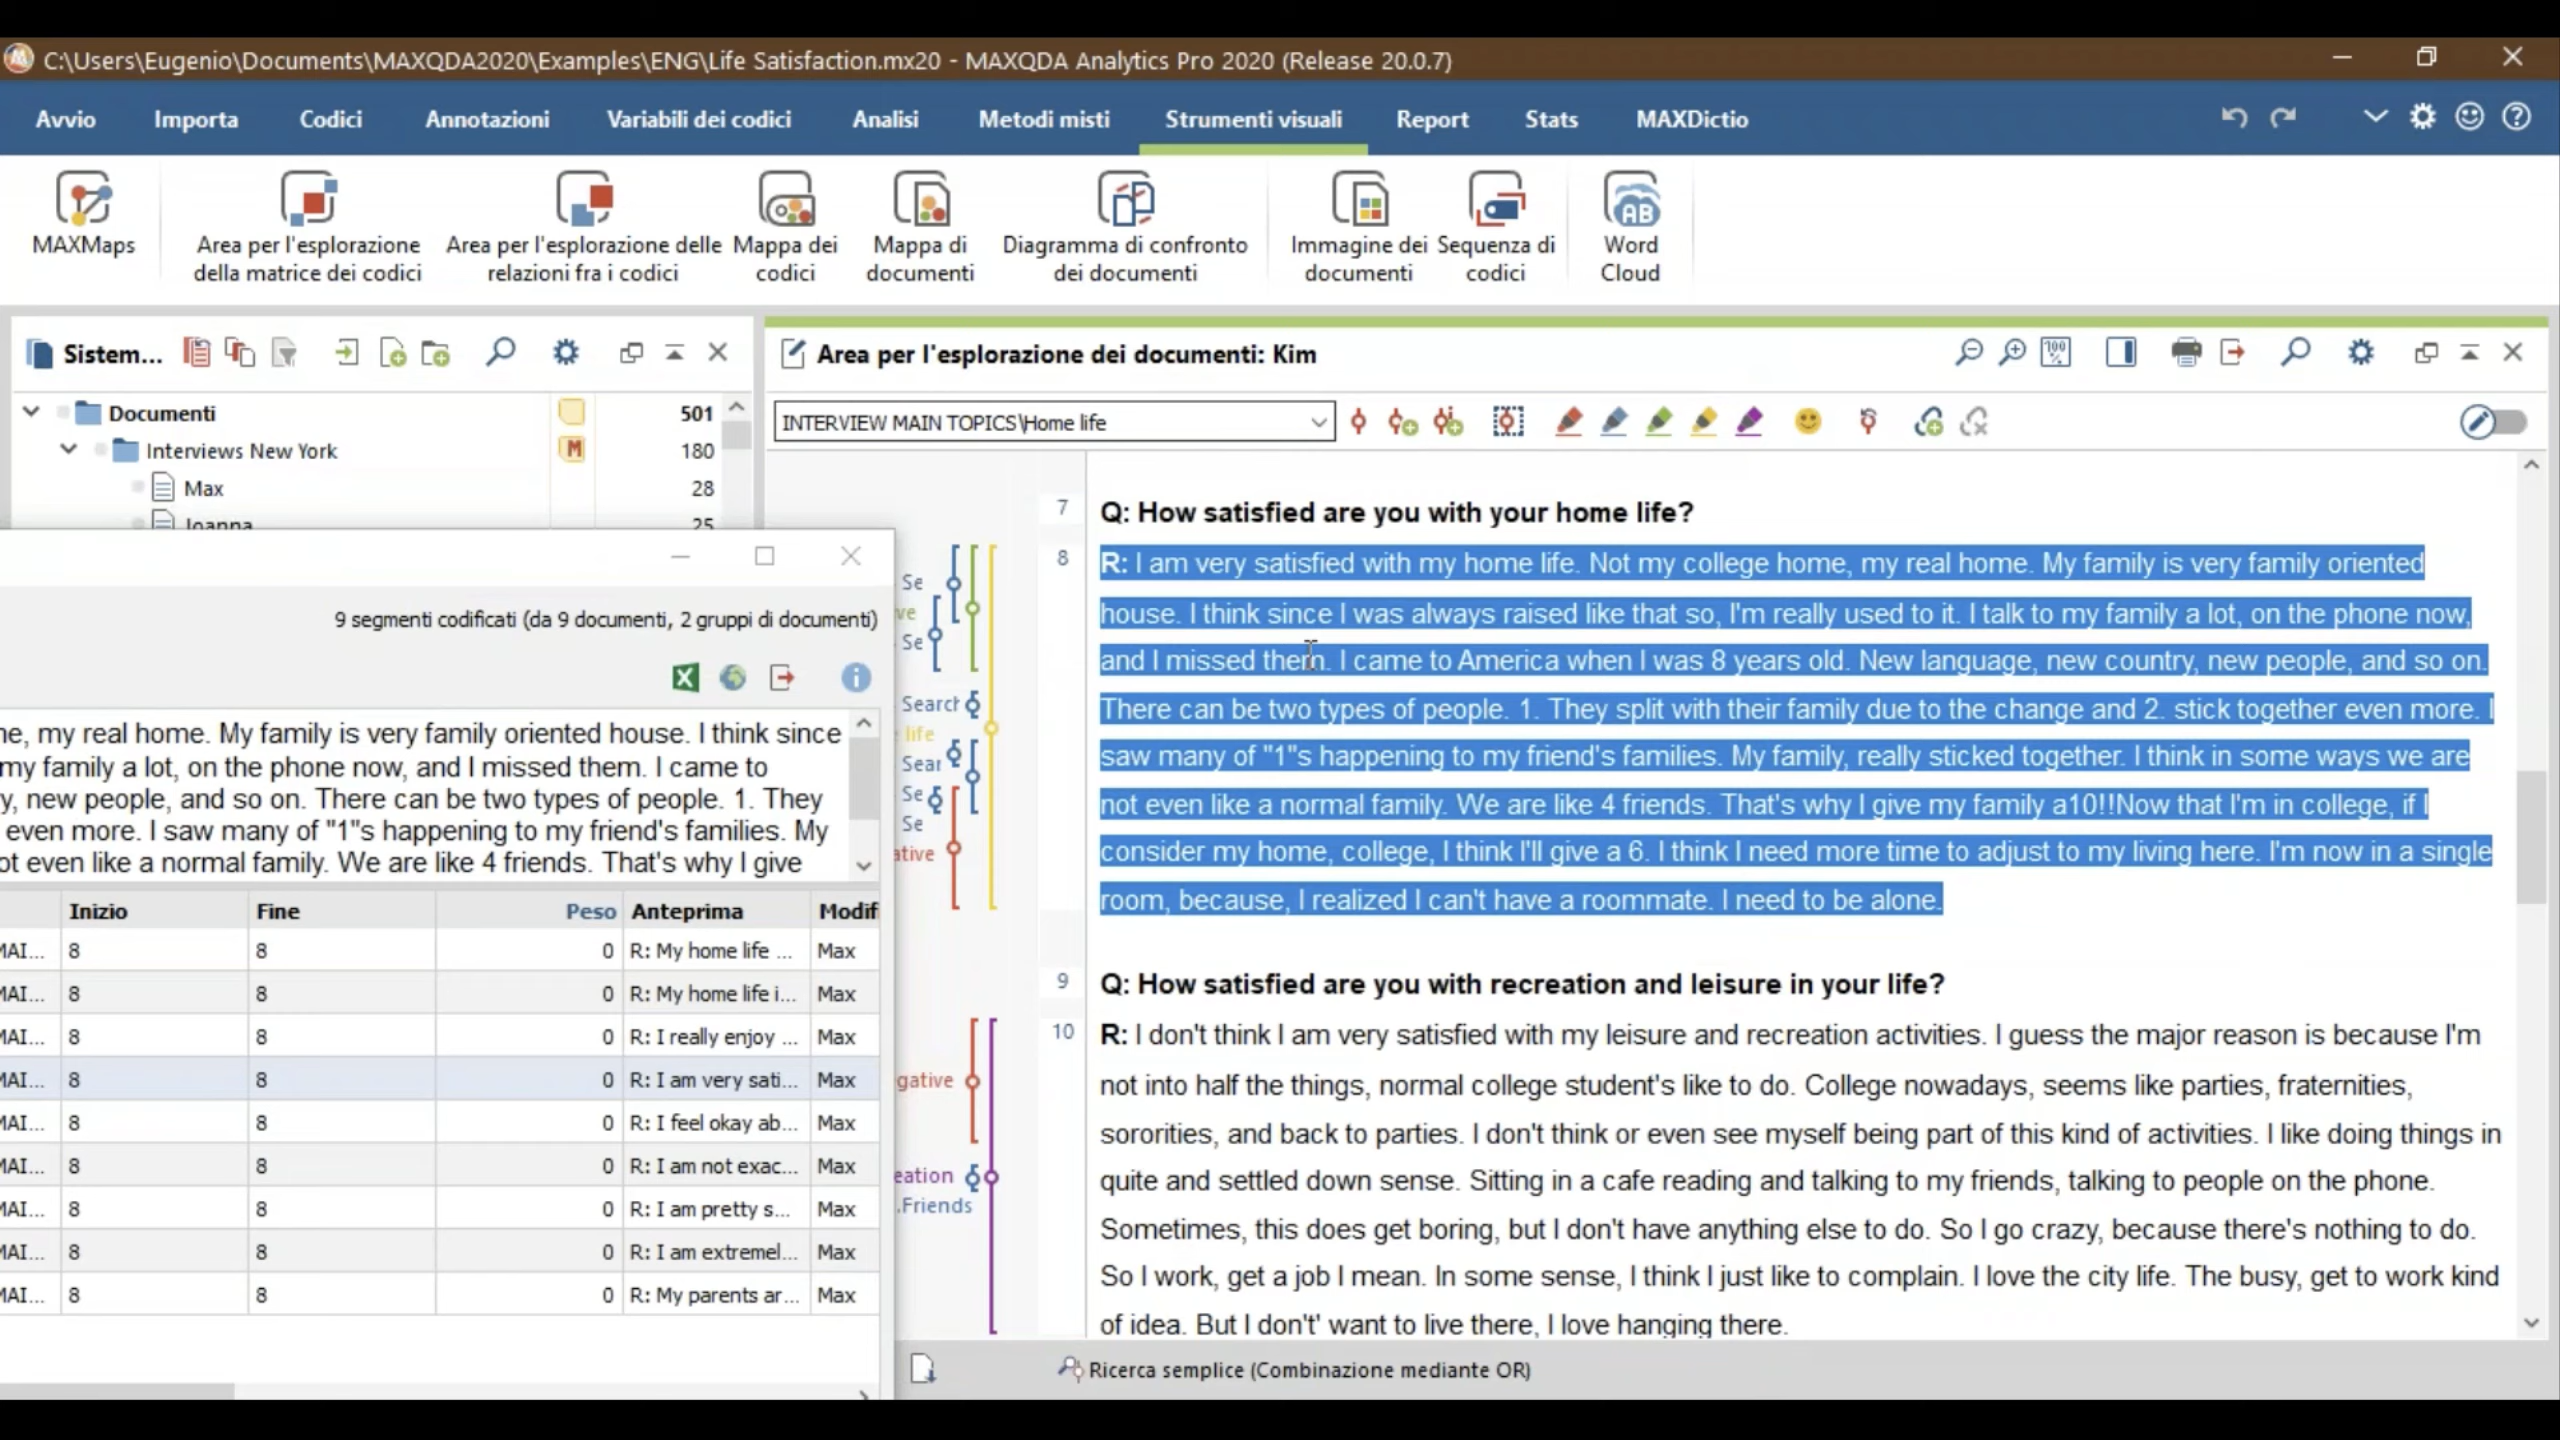 C:\Users\Eugenio\Documents\MAXQDA2020\Examples\ENG\Life Satisfaction.mx20 - MAXQDA Analytics Pro 2020 (Release 20.0.7)
Avvio Importa Codici Annotazioni Variabili dei codici Analisi Metodi misti Strumenti visuali Report Stats MAXDictio
MAXMaps
Area per l'esplorazione
della matrice dei codici
Area per l'esplorazione delle
relazioni fra i codici
Mappa dei
codici
Mappa di
documenti
Diagramma di confronto
dei documenti
Immagine dei
documenti
Sequenza di
codici
Word
Cloud
Sistem...
Documenti 501
Interviews New York M 180
Max 28
Joanna 25
9 segmenti codificati (da 9 documenti, 2 gruppi di documenti)
ne, my real home. My family is very family oriented house. I think since
my family a lot, on the phone now, and I missed them. I came to
y, new people, and so on. There can be two types of people. 1. They
even more. I saw many of "1"s happening to my friend's families. My
ot even like a normal family. We are like 4 friends. That's why I give
Inizio Fine Peso Anteprima Modif
MAI... 8 8 0 R: My home life ... Max
MAI... 8 8 0 R: My home life i... Max
MAI... 8 8 0 R: I really enjoy ... Max
MAI... 8 8 0 R: I am very sati... Max
MAI... 8 8 0 R: I feel okay ab... Max
MAI... 8 8 0 R: I am not exac... Max
MAI... 8 8 0 R: I am pretty s... Max
MAI... 8 8 0 R: I am extremel... Max
MAI... 8 8 0 R: My parents ar... Max
Area per l'esplorazione dei documenti: Kim
100 %
INTERVIEW MAIN TOPICS\Home life
Se
ve
Se
Search
life
Sear
Se
Se
ative
gative
eation
.Friends
7 Q: How satisfied are you with your home life?
8 R: I am very satisfied with my home life. Not my college home, my real home. My family is very family oriented
house. I think since I was always raised like that so, I'm really used to it. I talk to my family a lot, on the phone now,
and I missed them. I came to America when I was 8 years old. New language, new country, new people, and so on.
There can be two types of people. 1. They split with their family due to the change and 2. stick together even more. I
saw many of "1"s happening to my friend's families. My family, really sticked together. I think in some ways we are
not even like a normal family. We are like 4 friends. That's why I give my family a10!!Now that I'm in college, if I
consider my home, college, I think I'll give a 6. I think I need more time to adjust to my living here. I'm now in a single
room, because, I realized I can't have a roommate. I need to be alone.
9 Q: How satisfied are you with recreation and leisure in your life?
10 R: I don't think I am very satisfied with my leisure and recreation activities. I guess the major reason is because I'm
not into half the things, normal college student's like to do. College nowadays, seems like parties, fraternities,
sororities, and back to parties. I don't think or even see myself being part of this kind of activities. I like doing things in
quite and settled down sense. Sitting in a cafe reading and talking to my friends, talking to people on the phone.
Sometimes, this does get boring, but I don't have anything else to do. So I go crazy, because there's nothing to do.
So I work, get a job I mean. In some sense, I think I just like to complain. I love the city life. The busy, get to work kind
of idea. But I don't' want to live there, I love hanging there.
Ricerca semplice (Combinazione mediante OR)